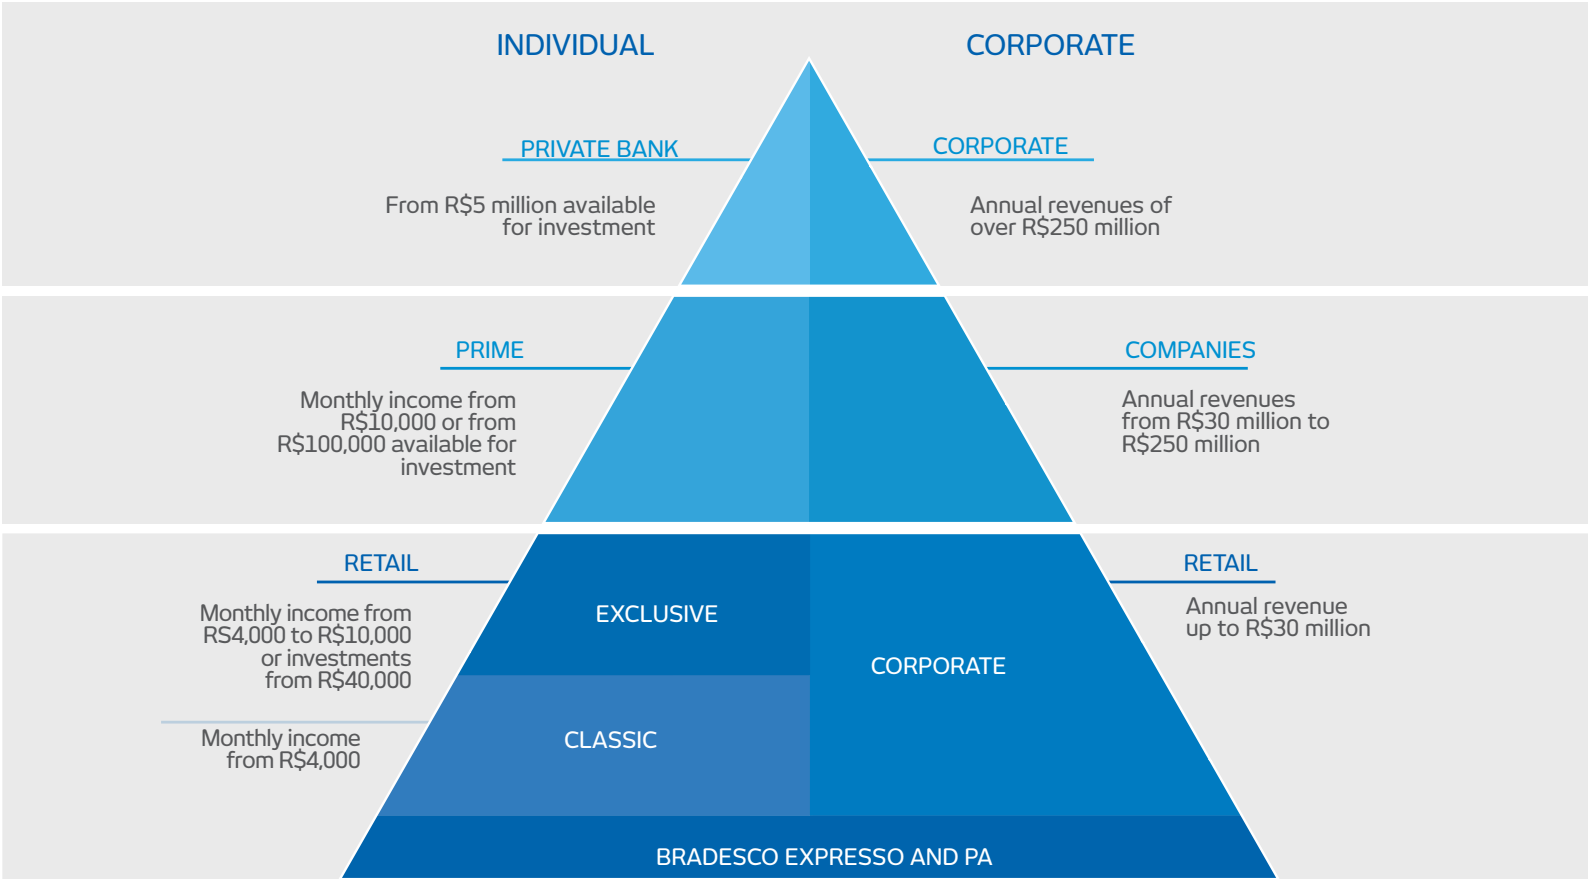 INDIVIDUAL
CORPORATE
PRIVATE BANK
From R$5 million available
for investment
CORPORATE
Annual revenues of
over R$250 million
PRIME
Monthly income from
R$10,000 or from
R$100,000 available for
investment
COMPANIES
Annual revenues
from R$30 million to
R$250 million
RETAIL
Monthly income from
RS4,000 to R$10,000
or investments
from R$40,000
EXCLUSIVE
RETAIL
Annual revenue
up to R$30 million
CORPORATE
Monthly income
from R$4,000
CLASSIC
BRADESCO EXPRESSO AND PA